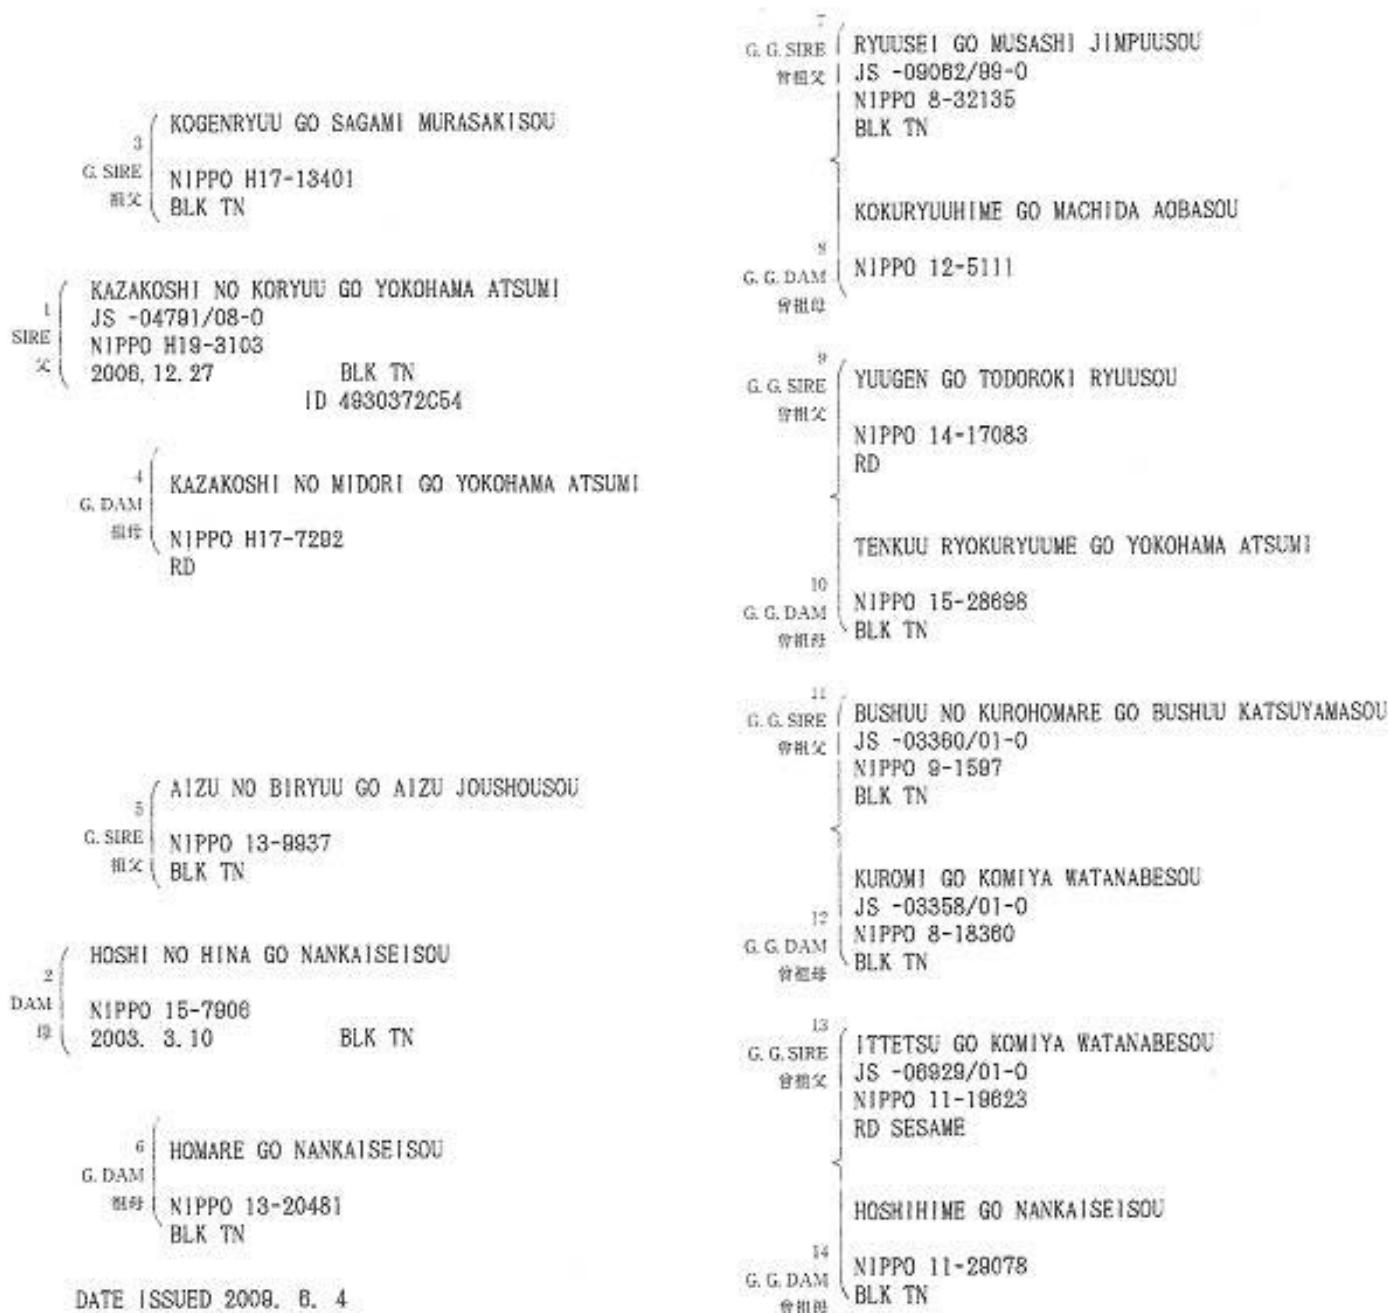 3
G. SIRE
祖父
KOGENRYUU GO SAGAMI MURASAKISOU
NIPPO H17-13401
BLK TN
1
SIRE
父
KAZAKOSHI NO KORYUU GO YOKOHAMA ATSUMI
JS -04791/08-0
NIPPO H19-3103
2006. 12. 27 BLK TN
ID 4930372C54
4
G. DAM
祖母
KAZAKOSHI NO MIDORI GO YOKOHAMA ATSUMI
NIPPO H17-7292
RD
5
G. SIRE
祖父
AIZU NO BIRYUU GO AIZU JOUSHOUSOU
NIPPO 13-9937
BLK TN
2
DAM
母
HOSHI NO HINA GO NANKAISEISOU
NIPPO 15-7906
2003. 3. 10 BLK TN
6
G. DAM
祖母
HOMARE GO NANKAISEISOU
NIPPO 13-20481
BLK TN
DATE ISSUED 2009. 6. 4
7
G. G. SIRE
曾祖父
RYUUSEI GO MUSASHI JIMPUUSOU
JS -09062/99-0
NIPPO 8-32135
BLK TN
8
G. G. DAM
曾祖母
KOKURYUUHIME GO MACHIDA AOBASOU
NIPPO 12-5111
9
G. G. SIRE
曾祖父
YUUGEN GO TODOROKI RYUUSOU
NIPPO 14-17083
RD
10
G. G. DAM
曾祖母
TENKUU RYOKURYUUME GO YOKOHAMA ATSUMI
NIPPO 15-28698
BLK TN
11
G. G. SIRE
曾祖父
BUSHUU NO KUROHOMARE GO BUSHUU KATSUYAMASOU
JS -03360/01-0
NIPPO 9-1597
BLK TN
12
G. G. DAM
曾祖母
KUROMI GO KOMIYA WATANABESOU
JS -03358/01-0
NIPPO 8-18360
BLK TN
13
G. G. SIRE
曾祖父
ITTETSU GO KOMIYA WATANABESOU
JS -06929/01-0
NIPPO 11-19623
RD SESAME
14
G. G. DAM
曾祖母
HOSHIHIME GO NANKAISEISOU
NIPPO 11-29078
BLK TN